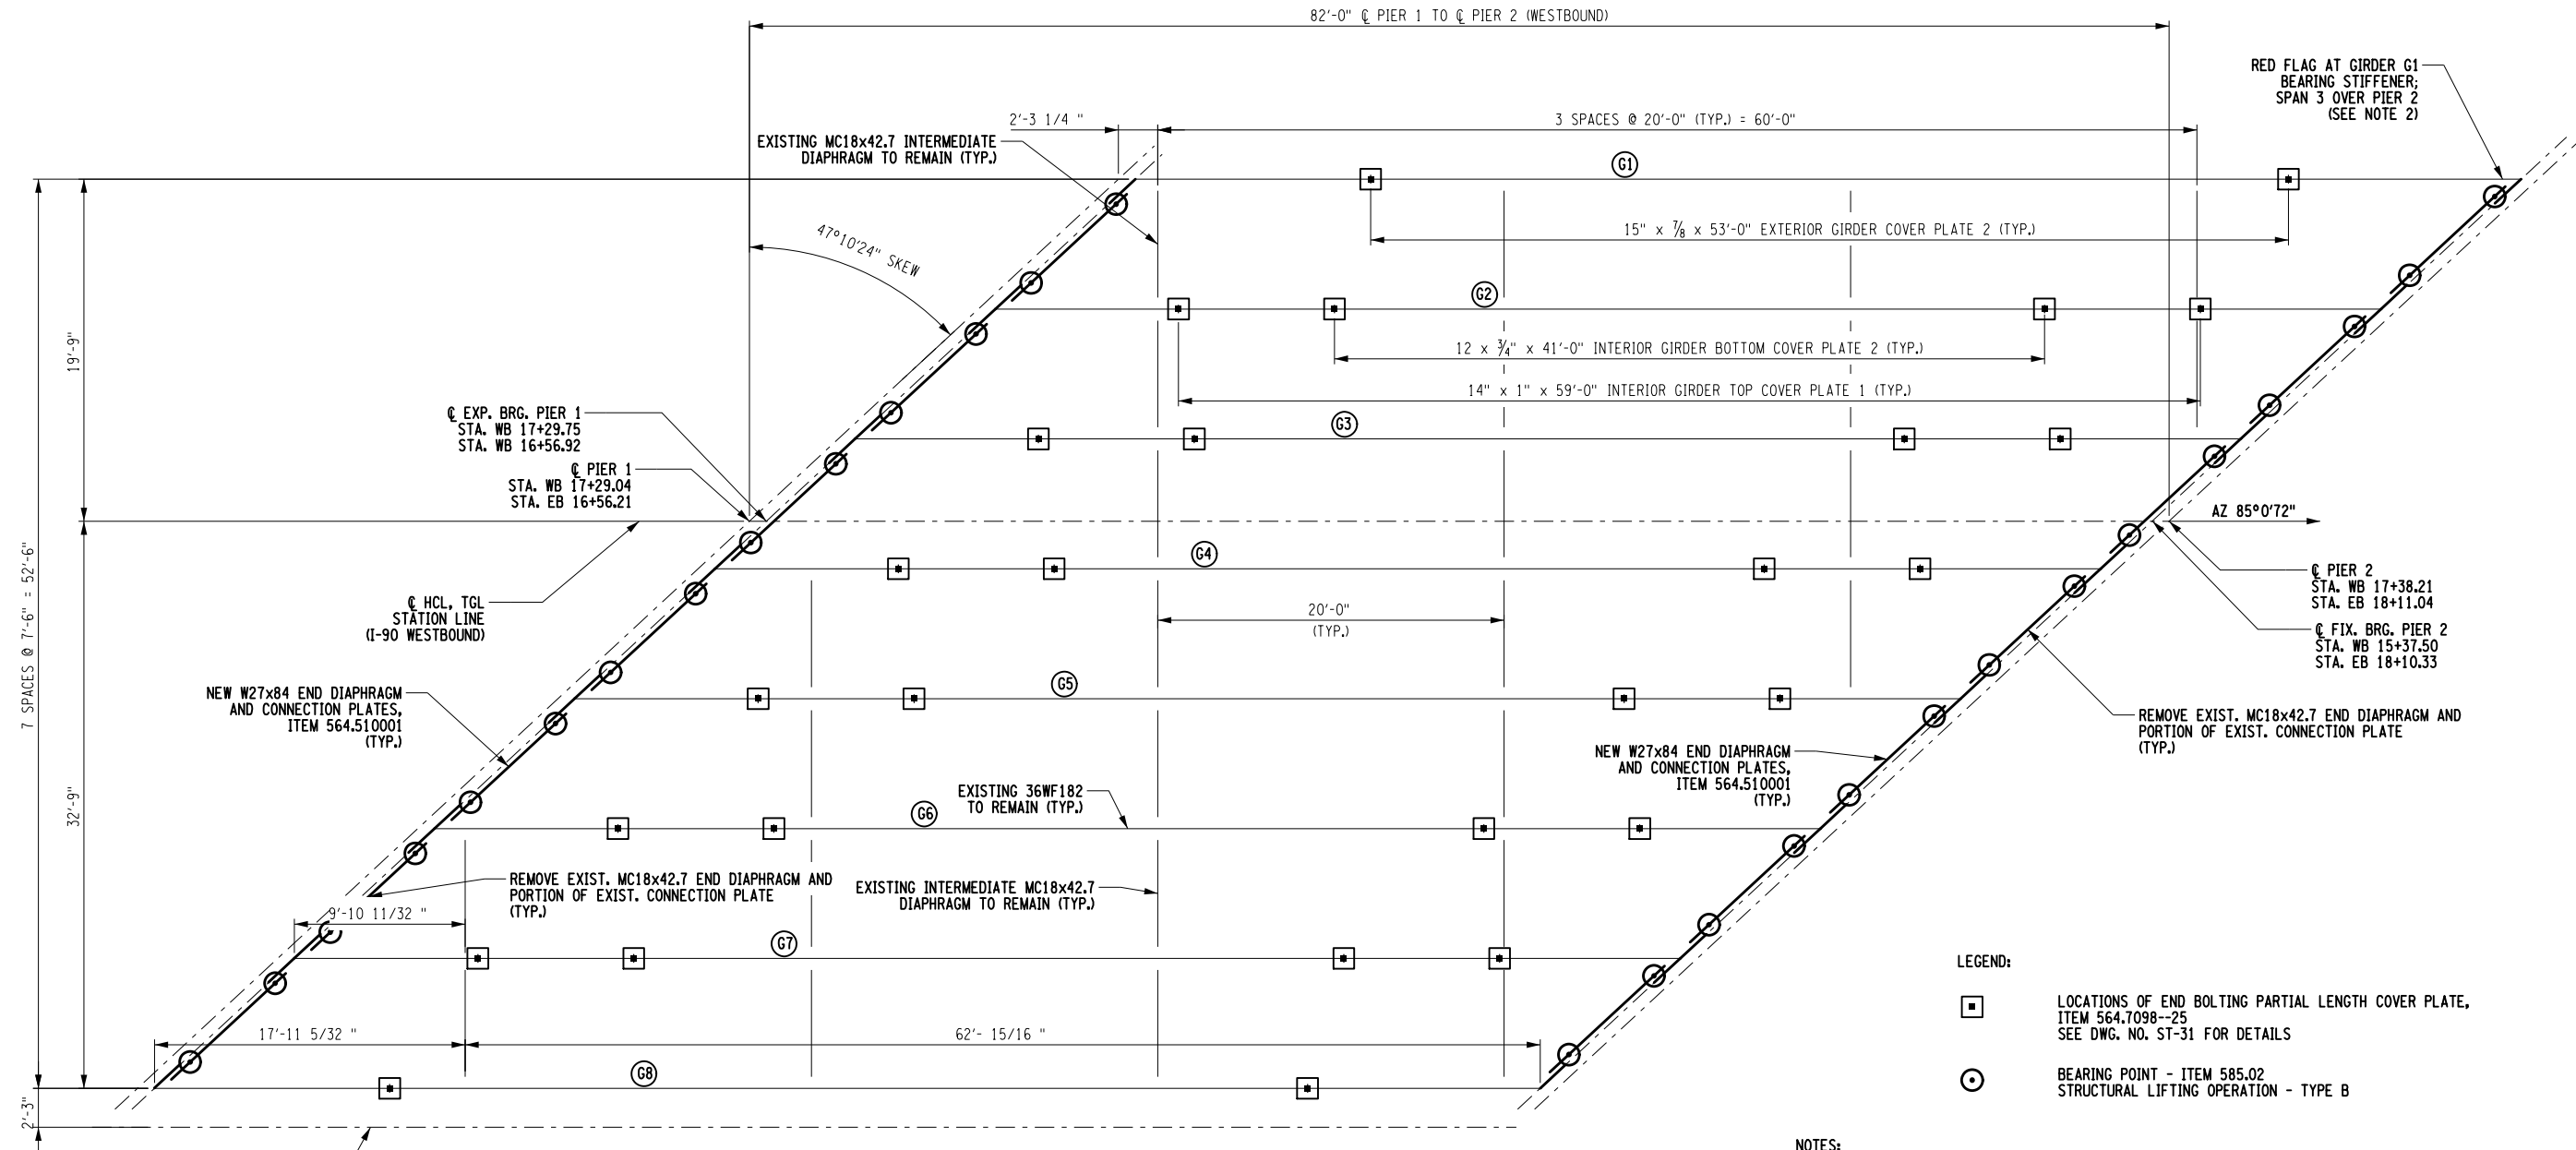 82'-0" ℄ PIER 1 TO ℄ PIER 2 (WESTBOUND)
RED FLAG AT GIRDER G1
BEARING STIFFENER;
SPAN 3 OVER PIER 2
(SEE NOTE 2)
2'-3 1/4 "
3 SPACES @ 20'-0" (TYP.) = 60'-0"
EXISTING MC18x42.7 INTERMEDIATE
DIAPHRAGM TO REMAIN (TYP.)
G1
47°10'24" SKEW
15" x ⅞ x 53'-0" EXTERIOR GIRDER COVER PLATE 2 (TYP.)
G2
19'-9"
12 x ¾" x 41'-0" INTERIOR GIRDER BOTTOM COVER PLATE 2 (TYP.)
14" x 1" x 59'-0" INTERIOR GIRDER TOP COVER PLATE 1 (TYP.)
℄ EXP. BRG. PIER 1
STA. WB 17+29.75
STA. WB 16+56.92
G3
℄ PIER 1
STA. WB 17+29.04
STA. EB 16+56.21
AZ 85°0'72"
7 SPACES @ 7'-6" = 52'-6"
G4
℄ HCL, TGL
STATION LINE
(I-90 WESTBOUND)
20'-0"
(TYP.)
℄ PIER 2
STA. WB 17+38.21
STA. EB 18+11.04
℄ FIX. BRG. PIER 2
STA. WB 15+37.50
STA. EB 18+10.33
NEW W27x84 END DIAPHRAGM
AND CONNECTION PLATES,
ITEM 564.510001
(TYP.)
G5
REMOVE EXIST. MC18x42.7 END DIAPHRAGM AND
PORTION OF EXIST. CONNECTION PLATE
(TYP.)
NEW W27x84 END DIAPHRAGM
AND CONNECTION PLATES,
ITEM 564.510001
(TYP.)
32'-9"
EXISTING 36WF182
TO REMAIN (TYP.)
G6
REMOVE EXIST. MC18x42.7 END DIAPHRAGM AND
PORTION OF EXIST. CONNECTION PLATE
(TYP.)
EXISTING INTERMEDIATE MC18x42.7
DIAPHRAGM TO REMAIN (TYP.)
9'-10 11/32 "
G7
LEGEND:
LOCATIONS OF END BOLTING PARTIAL LENGTH COVER PLATE,
ITEM 564.7098--25
SEE DWG. NO. ST-31 FOR DETAILS
17'-11 5/32 "
62'- 15/16 "
G8
BEARING POINT - ITEM 585.02
STRUCTURAL LIFTING OPERATION - TYPE B
2'-3"
NOTES: